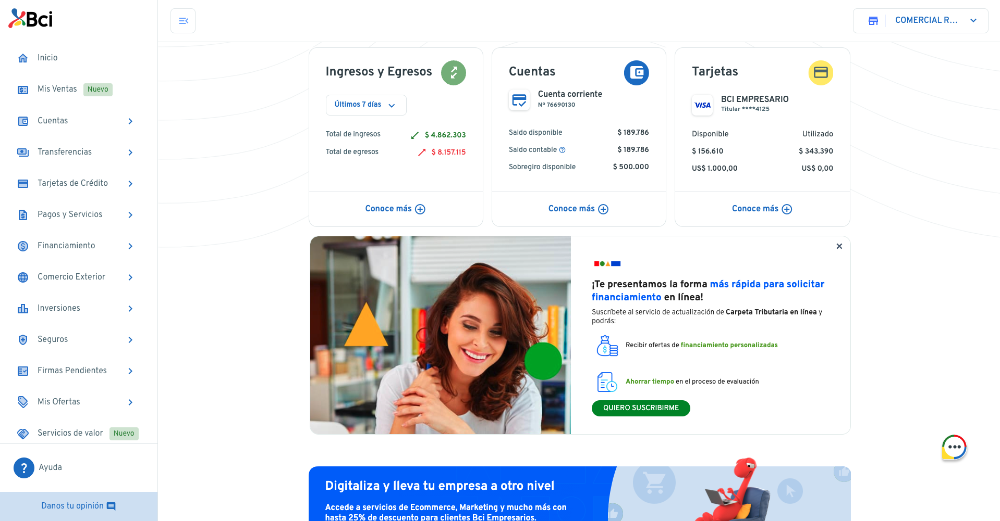 Bci
COMERCIAL R...
Inicio
Mis Ventas Nuevo
Cuentas
Transferencias
Tarjetas de Crédito
Pagos y Servicios
Financiamiento
Comercio Exterior
Inversiones
Seguros
Firmas Pendientes
Mis Ofertas
Servicios de valor Nuevo
? Ayuda
Danos tu opinión
Ingresos y Egresos
Últimos 7 días
Total de ingresos $ 4.862.303
Total de egresos $ 8.157.115
Conoce más
Cuentas
Cuenta corriente
Nº 76690130
Saldo disponible $ 189.786
Saldo contable $ 189.786
Sobregiro disponible $ 500.000
Conoce más
Tarjetas
VISA
BCI EMPRESARIO
Titular ****4125
Disponible Utilizado
$ 156.610 $ 343.390
US$ 1.000,00 US$ 0,00
Conoce más
¡Te presentamos la forma más rápida para solicitar
financiamiento en línea!
Suscríbete al servicio de actualización de Carpeta Tributaria en línea y
podrás:
Recibir ofertas de financiamiento personalizadas
Ahorrar tiempo en el proceso de evaluación
QUIERO SUSCRIBIRME
Digitaliza y lleva tu empresa a otro nivel
Accede a servicios de Ecommerce, Marketing y mucho más con
hasta 25% de descuento para clientes Bci Empresarios.